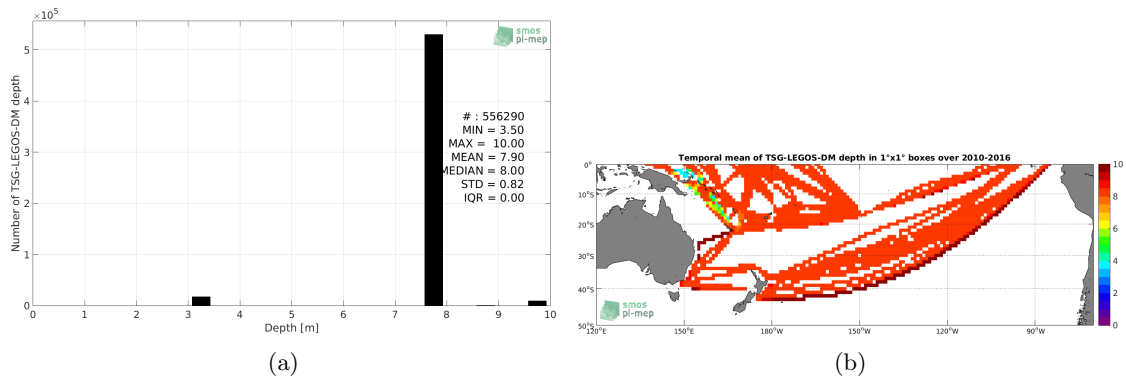 ×10⁵
smos
pi-mep
5
4
3
2
1
0
Number of TSG-LEGOS-DM depth
# : 556290
MIN = 3.50
MAX = 10.00
MEAN = 7.90
MEDIAN = 8.00
STD = 0.82
IQR = 0.00
0 1 2 3 4 5 6 7 8 9 10
Depth [m]
(a)
Temporal mean of TSG-LEGOS-DM depth in 1°x1° boxes over 2010-2016
0°
10°S
20°S
30°S
40°S
50°S
120°E 150°E 180°W 150°W 120°W 90°W
10
8
6
4
2
0
smos
pi-mep
(b)